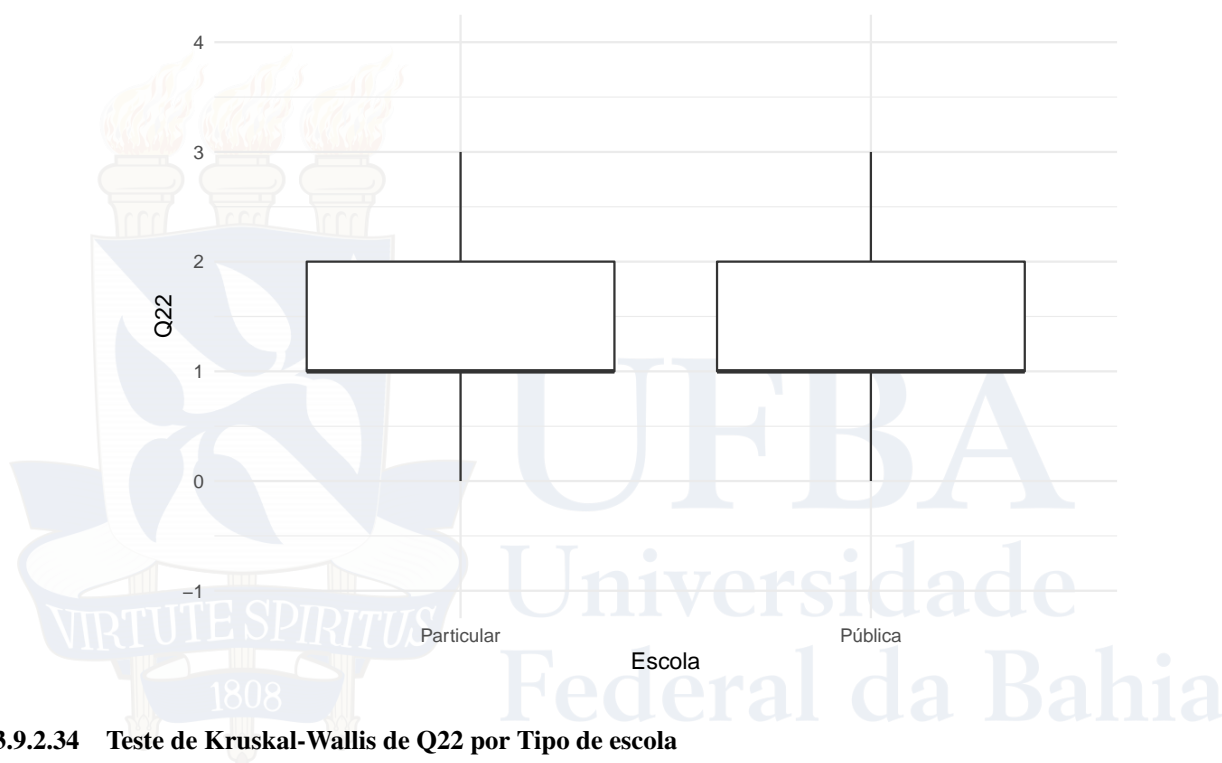 4
3
2
1
0
−1
Q22
Particular
Pública
Escola
UFBA
Universidade
Federal da Bahia
VIRTUTE SPIRITUS
1808
3.9.2.34 Teste de Kruskal-Wallis de Q22 por Tipo de escola